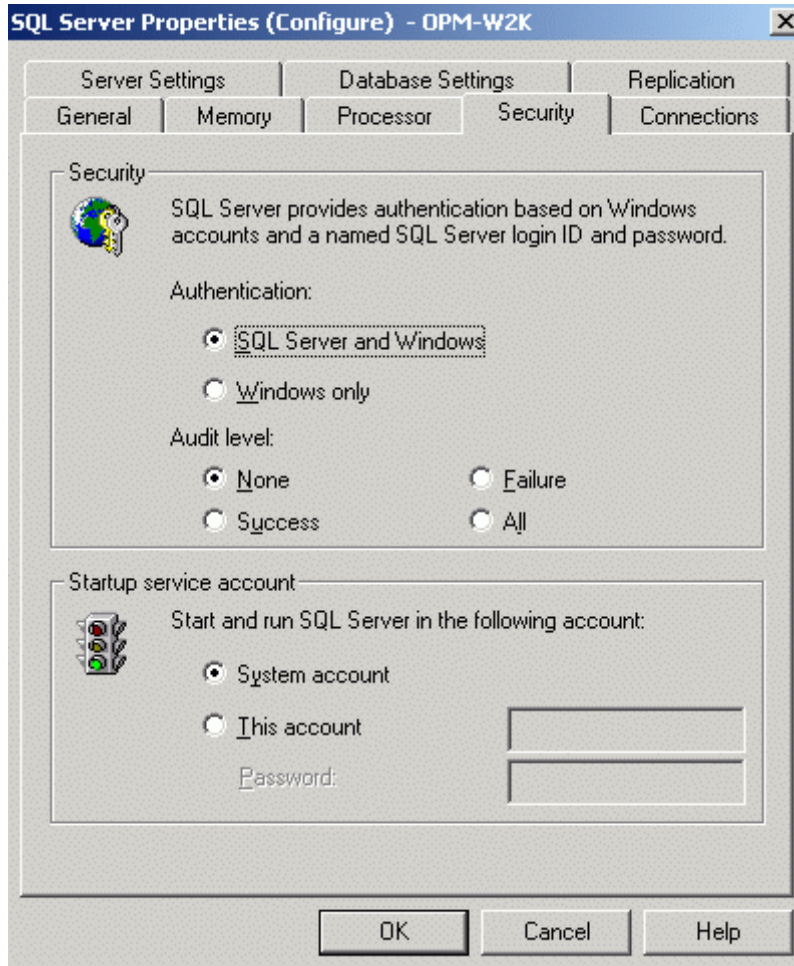 SQL Server Properties (Configure) - OPM-W2K
Server Settings
Database Settings
Replication
General
Memory
Processor
Security
Connections
Security
SQL Server provides authentication based on Windows
accounts and a named SQL Server login ID and password.
Authentication:
SQL Server and Windows
Windows only
Audit level:
None
Failure
Success
All
Startup service account
Start and run SQL Server in the following account:
System account
This account
Password:
OK
Cancel
Help